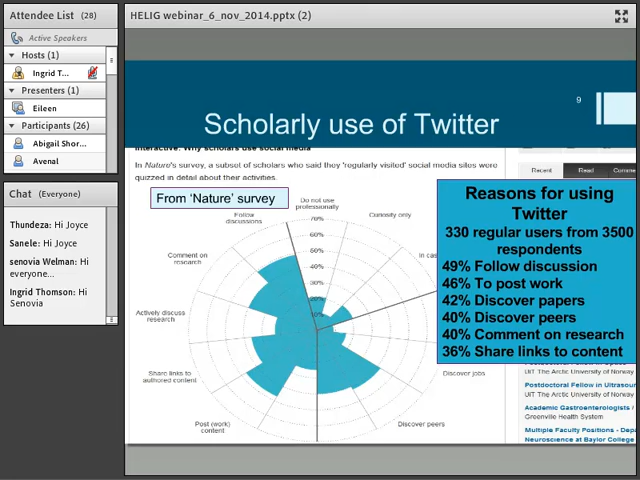 Attendee List (28)
Active Speakers
Hosts (1)
Ingrid T...
Presenters (1)
Eileen
Participants (26)
Abigail Shor...
Avenal
Chat (Everyone)
Thundeza: Hi Joyce
Sanele: Hi Joyce
senovia Welman: Hi
everyone...
Ingrid Thomson: Hi
Senovia
HELIG webinar_6_nov_2014.pptx (2)
9
Scholarly use of Twitter
Interactive: Why scholars use social media
In Nature's survey, a subset of scholars who said they 'regularly visited' social media sites were
quizzed in detail about their activities.
From 'Nature' survey
Do not use
professionally
Curiosity only
In cas
Discover jobs
Discover peers
Post (work)
content
Share links to
authored content
Actively discuss
research
Comment on
research
Follow
discussions
70%
60%
50%
40%
30%
20%
10%
Recent Read Comme
Reasons for using
Twitter
330 regular users from 3500
respondents
49% Follow discussion
46% To post work
42% Discover papers
40% Discover peers
40% Comment on research
36% Share links to content
UiT The Arctic University of Norway
Postdoctoral Fellow in Ultrasou
UiT The Arctic University of Norway
Academic Gastroenterologists /
Greenville Health System
Multiple Faculty Positions - Depa
Neuroscience at Baylor College